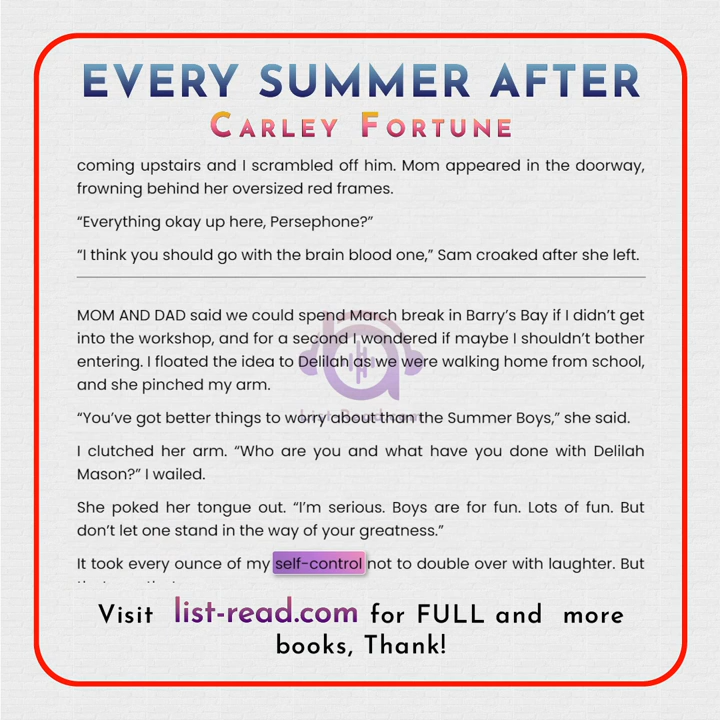 EVERY SUMMER AFTER
CARLEY FORTUNE
coming upstairs and I scrambled off him. Mom appeared in the doorway,
frowning behind her oversized red frames.
“Everything okay up here, Persephone?”
“I think you should go with the brain blood one,” Sam croaked after she left.
MOM AND DAD said we could spend March break in Barry’s Bay if I didn’t get
into the workshop, and for a second I wondered if maybe I shouldn’t bother
entering. I floated the idea to Delilah as we were walking home from school,
and she pinched my arm.
“You’ve got better things to worry about than the Summer Boys,” she said.
I clutched her arm. “Who are you and what have you done with Delilah
Mason?” I wailed.
She poked her tongue out. “I’m serious. Boys are for fun. Lots of fun. But
don’t let one stand in the way of your greatness.”
It took every ounce of my self-control not to double over with laughter. But
Visit list-read.com for FULL and more
books, Thank!